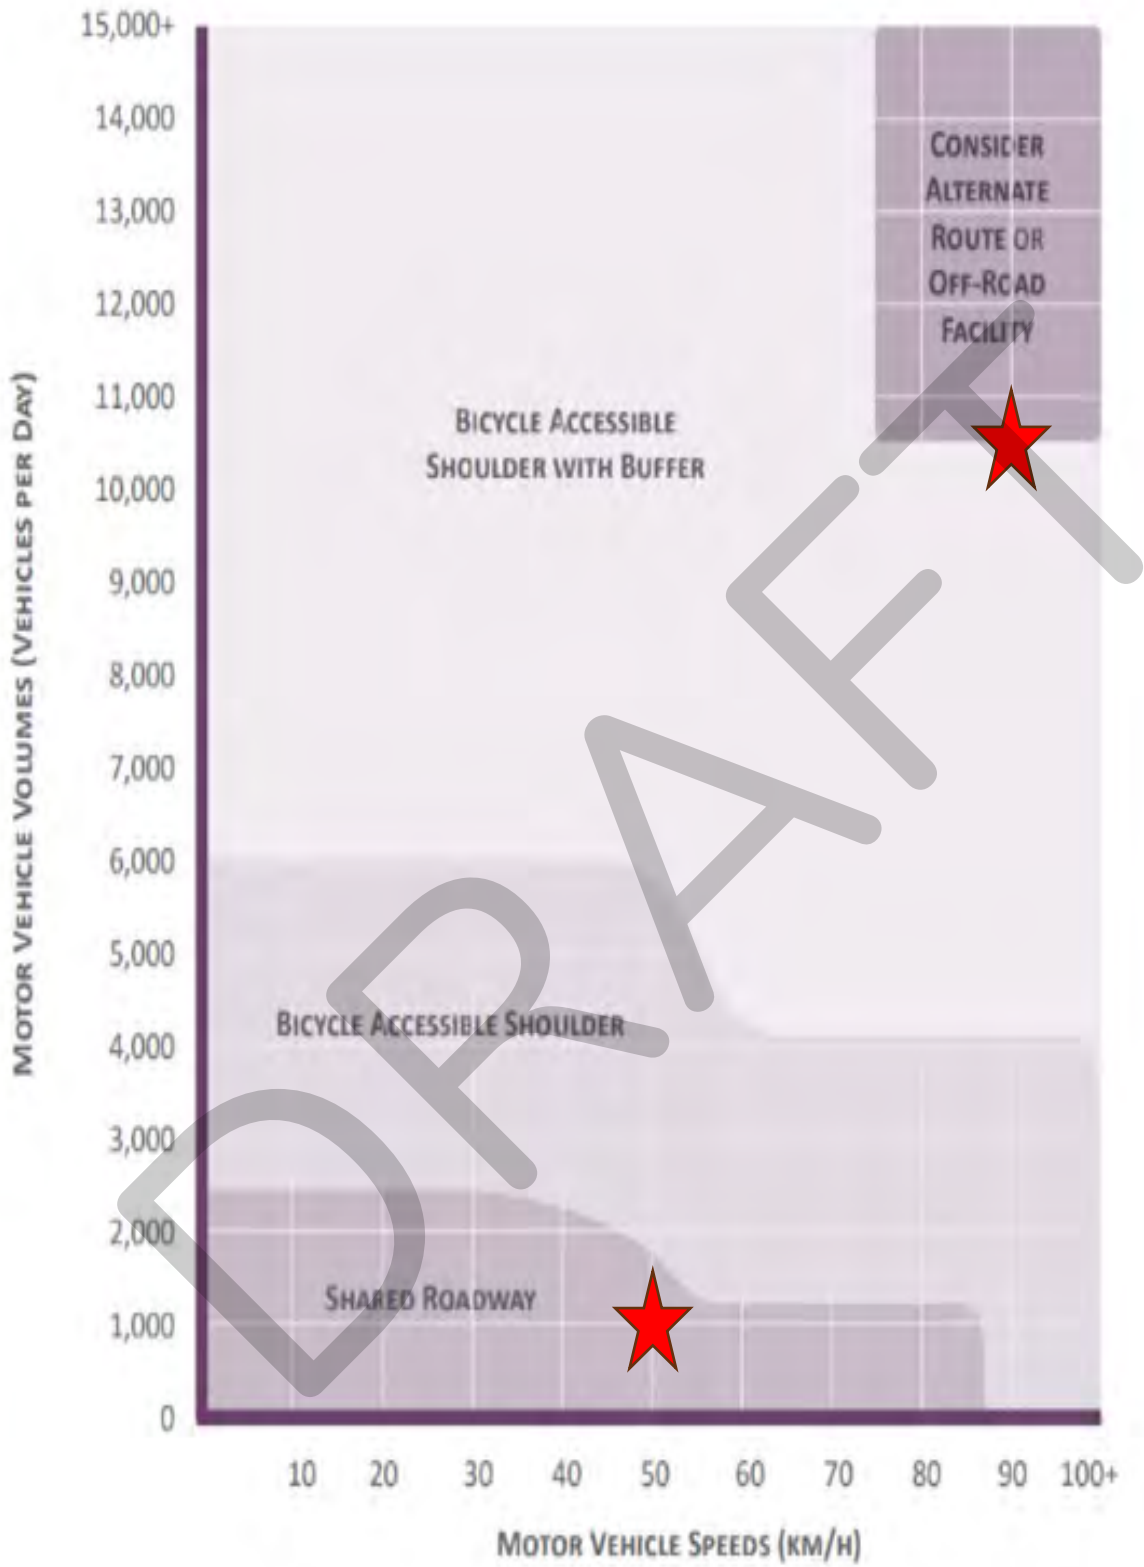 15,000+
14,000
13,000
12,000
11,000
10,000
9,000
8,000
7,000
6,000
5,000
4,000
3,000
2,000
1,000
0
MOTOR VEHICLE VOLUMES (VEHICLES PER DAY)
CONSIDER
ALTERNATE
ROUTE OR
OFF-ROAD
FACILITY
BICYCLE ACCESSIBLE
SHOULDER WITH BUFFER
BICYCLE ACCESSIBLE SHOULDER
SHARED ROADWAY
DRAFT
10 20 30 40 50 60 70 80 90 100+
MOTOR VEHICLE SPEEDS (KM/H)